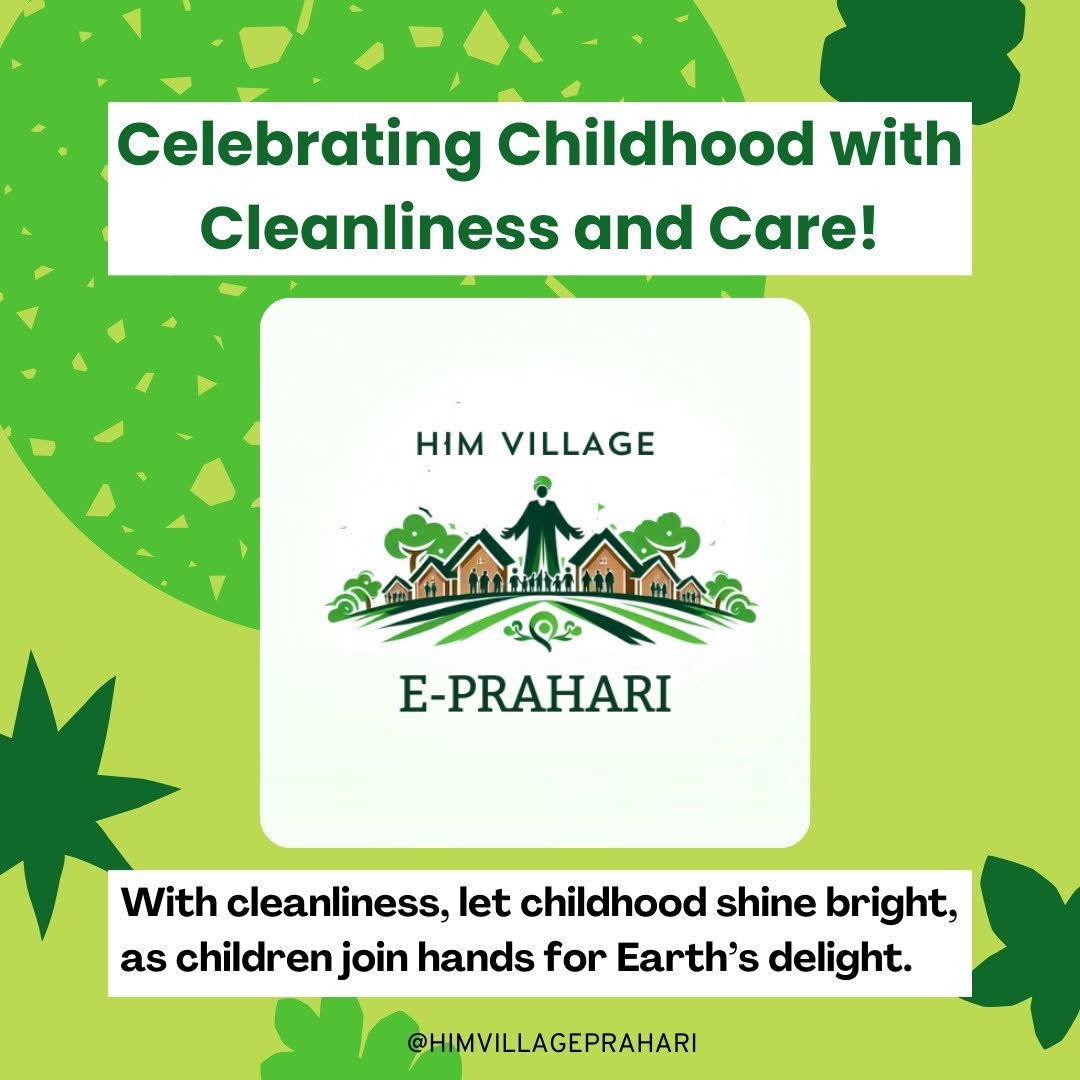 Celebrating Childhood with
Cleanliness and Care!
HIM VILLAGE
E-PRAHARI
With cleanliness, let childhood shine bright,
as children join hands for Earth’s delight.
@HIMVILLAGEPRAHARI